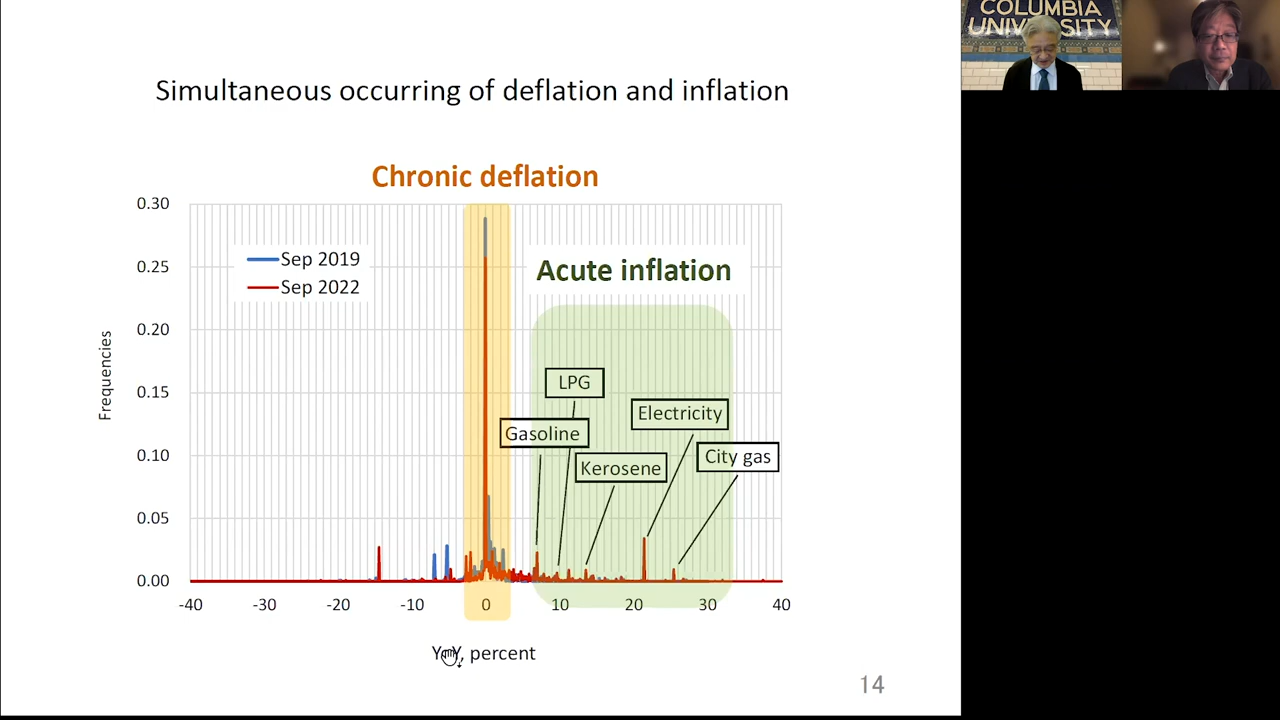 Simultaneous occurring of deflation and inflation
Chronic deflation
Acute inflation
Sep 2019
Sep 2022
0.30
0.25
0.20
0.15
0.10
0.05
0.00
Frequencies
LPG
Gasoline
Electricity
Kerosene
City gas
-40 -30 -20 -10 0 10 20 30 40
YoY, percent
14
COLUMBIA
UNIVERSITY